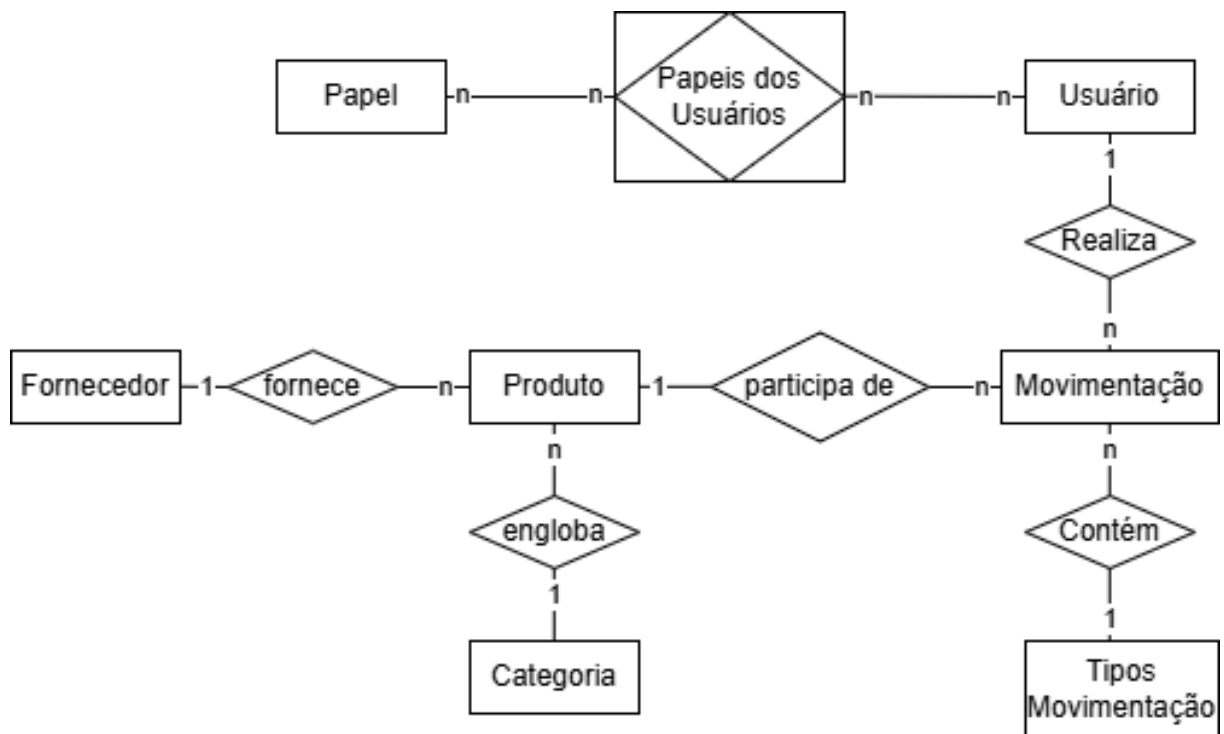 Papel
n
n
Papeis dos
Usuários
n
n
Usuário
1
Realiza
n
Fornecedor
1
fornece
n
Produto
1
participa de
n
Movimentação
n
engloba
1
Categoria
n
Contém
1
Tipos
Movimentação